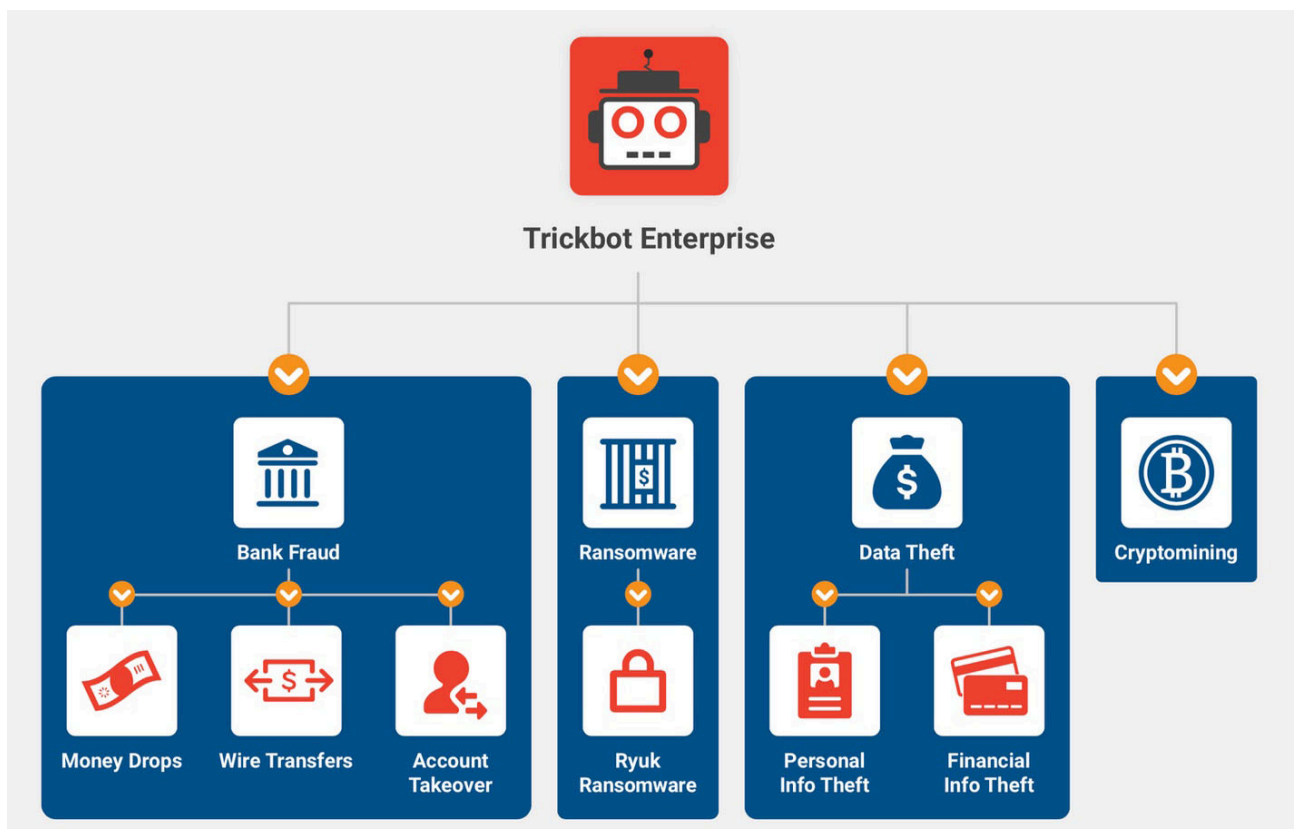 Trickbot Enterprise
Bank Fraud
Ransomware
Data Theft
Cryptomining
$
$
B
Money Drops
Wire Transfers
Account
Takeover
Ryuk
Ransomware
Personal
Info Theft
Financial
Info Theft
$